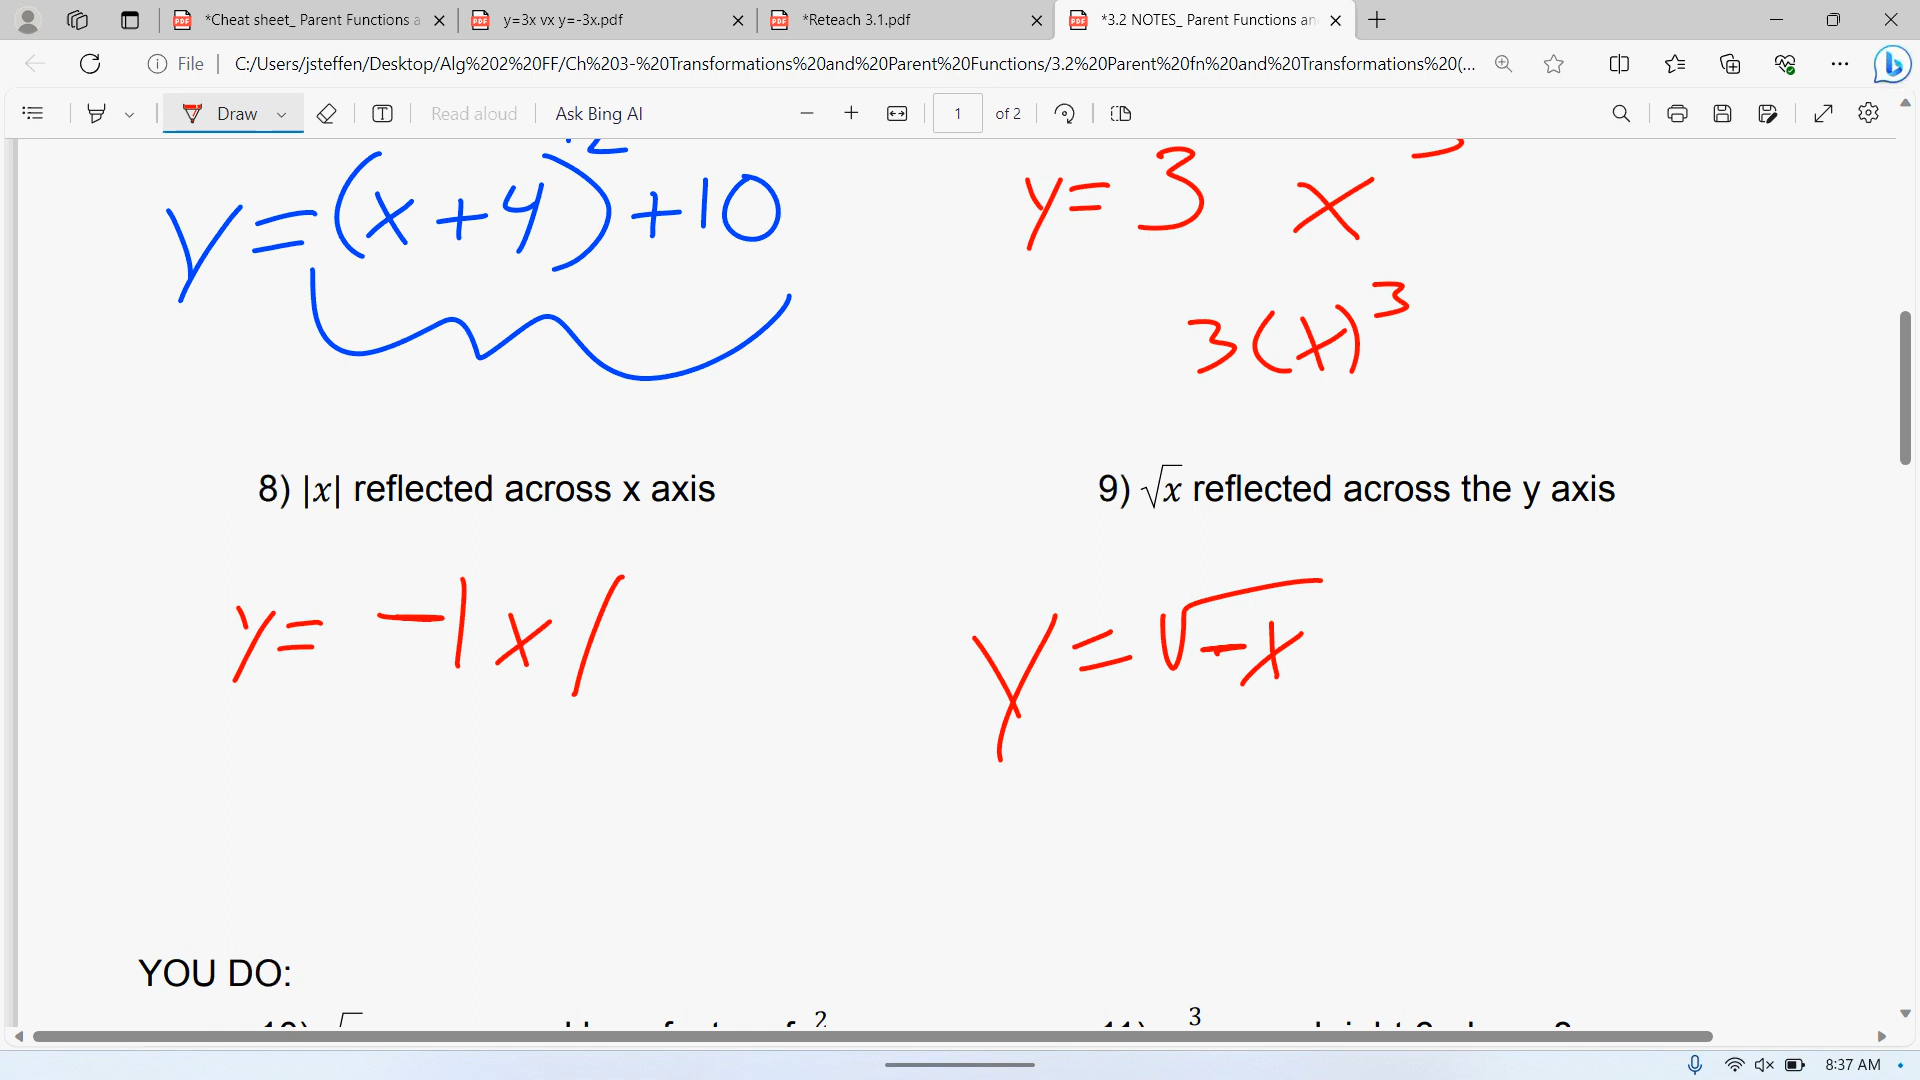 *Cheat sheet_ Parent Functions a
y=3x vx y=-3x.pdf
*Reteach 3.1.pdf
*3.2 NOTES_ Parent Functions an
File
C:/Users/jsteffen/Desktop/Alg%202%20FF/Ch%203-%20Transformations%20and%20Parent%20Functions/3.2%20Parent%20fn%20and%20Transformations%20(...
Draw
Read aloud
Ask Bing AI
1
of 2
y=(x+4)²+10
y=3 x
3(x)³
8) |x| reflected across x axis
9) √x reflected across the y axis
y= -|x|
y=√-x
YOU DO:
8:37 AM